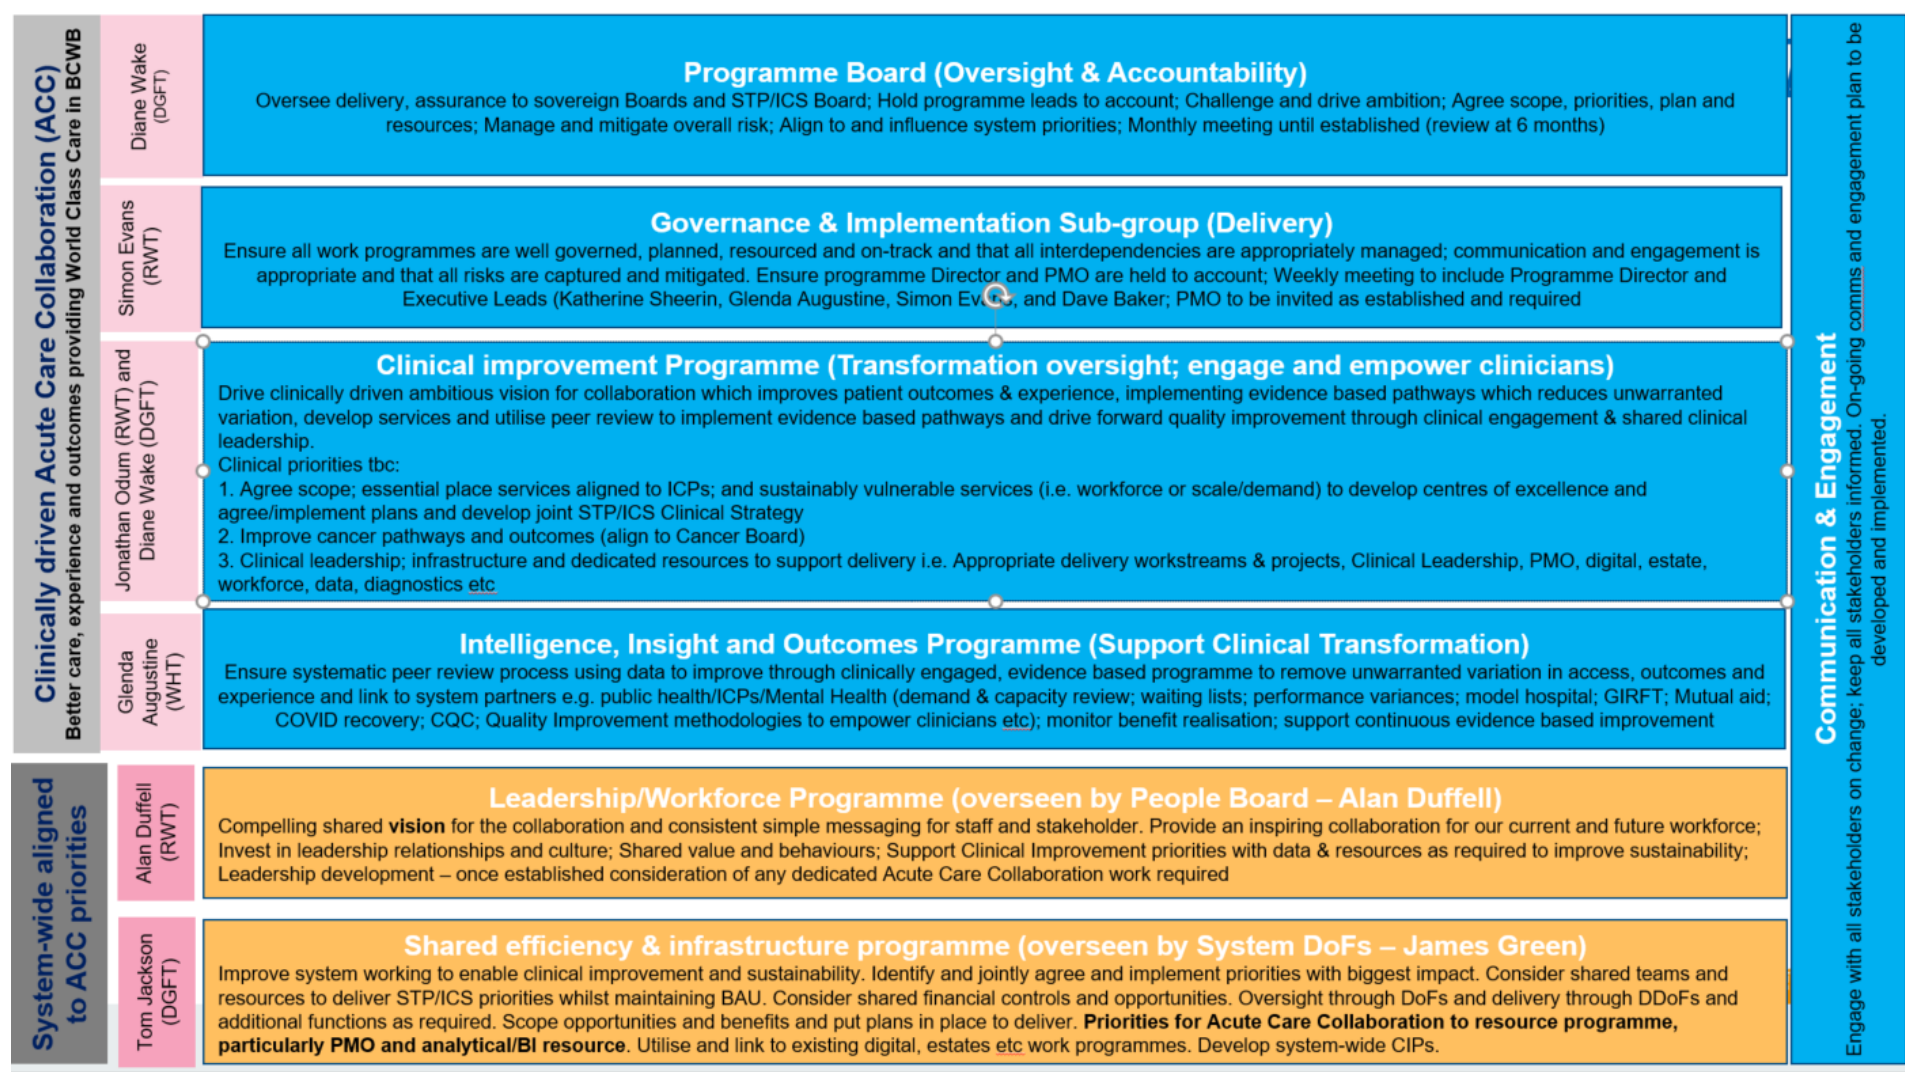 Clinically driven Acute Care Collaboration (ACC)
Better care, experience and outcomes providing World Class Care in BCWB
Diane Wake
(DGFT)
Programme Board (Oversight & Accountability)
Oversee delivery, assurance to sovereign Boards and STP/ICS Board; Hold programme leads to account; Challenge and drive ambition; Agree scope, priorities, plan and
resources; Manage and mitigate overall risk; Align to and influence system priorities; Monthly meeting until established (review at 6 months)
Simon Evans
(RWT)
Governance & Implementation Sub-group (Delivery)
Ensure all work programmes are well governed, planned, resourced and on-track and that all interdependencies are appropriately managed; communication and engagement is
appropriate and that all risks are captured and mitigated. Ensure programme Director and PMO are held to account; Weekly meeting to include Programme Director and
Executive Leads (Katherine Sheerin, Glenda Augustine, Simon Evans, and Dave Baker; PMO to be invited as established and required
Jonathan Odum (RWT) and
Diane Wake (DGFT)
Clinical improvement Programme (Transformation oversight; engage and empower clinicians)
Drive clinically driven ambitious vision for collaboration which improves patient outcomes & experience, implementing evidence based pathways which reduces unwarranted
variation, develop services and utilise peer review to implement evidence based pathways and drive forward quality improvement through clinical engagement & shared clinical
leadership.
Clinical priorities tbc:
1. Agree scope; essential place services aligned to ICPs; and sustainably vulnerable services (i.e. workforce or scale/demand) to develop centres of excellence and
agree/implement plans and develop joint STP/ICS Clinical Strategy
2. Improve cancer pathways and outcomes (align to Cancer Board)
3. Clinical leadership; infrastructure and dedicated resources to support delivery i.e. Appropriate delivery workstreams & projects, Clinical Leadership, PMO, digital, estate,
workforce, data, diagnostics etc
Glenda
Augustine
(WHT)
Intelligence, Insight and Outcomes Programme (Support Clinical Transformation)
Ensure systematic peer review process using data to improve through clinically engaged, evidence based programme to remove unwarranted variation in access, outcomes and
experience and link to system partners e.g. public health/ICPs/Mental Health (demand & capacity review; waiting lists; performance variances; model hospital; GIRFT; Mutual aid;
COVID recovery; CQC; Quality Improvement methodologies to empower clinicians etc); monitor benefit realisation; support continuous evidence based improvement
System-wide aligned
to ACC priorities
Alan Duffell
(RWT)
Leadership/Workforce Programme (overseen by People Board – Alan Duffell)
Compelling shared vision for the collaboration and consistent simple messaging for staff and stakeholder. Provide an inspiring collaboration for our current and future workforce;
Invest in leadership relationships and culture; Shared value and behaviours; Support Clinical Improvement priorities with data & resources as required to improve sustainability;
Leadership development – once established consideration of any dedicated Acute Care Collaboration work required
Tom Jackson
(DGFT)
Shared efficiency & infrastructure programme (overseen by System DoFs – James Green)
Improve system working to enable clinical improvement and sustainability. Identify and jointly agree and implement priorities with biggest impact. Consider shared teams and
resources to deliver STP/ICS priorities whilst maintaining BAU. Consider shared financial controls and opportunities. Oversight through DoFs and delivery through DDoFs and
additional functions as required. Scope opportunities and benefits and put plans in place to deliver. Priorities for Acute Care Collaboration to resource programme,
particularly PMO and analytical/BI resource. Utilise and link to existing digital, estates etc work programmes. Develop system-wide CIPs.
Communication & Engagement
Engage with all stakeholders on change; keep all stakeholders informed. On-going comms and engagement plan to be
developed and implemented.